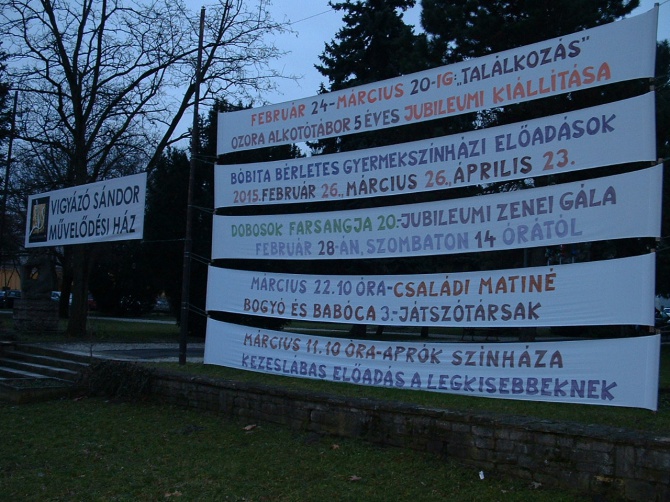 VIGYÁZÓ SÁNDOR
MŰVELŐDÉSI HÁZ
FEBRUÁR 24-MÁRCIUS 20-IG: "TALÁLKOZÁS"
OZORA ALKOTÓTÁBOR 5 ÉVES JUBILEUMI KIÁLLÍTÁSA
BÓBITA BÉRLETES GYERMEKSZÍNHÁZI ELŐADÁSOK
2015. FEBRUÁR 26., MÁRCIUS 26., ÁPRILIS 23.
DOBOSOK FARSANGJA 20.-JUBILEUMI ZENEI GÁLA
FEBRUÁR 28-ÁN, SZOMBATON 14 ÓRÁTÓL
MÁRCIUS 22. 10 ÓRA-CSALÁDI MATINÉ
BOGYÓ ÉS BABÓCA 3.-JÁTSZÓTÁRSAK
MÁRCIUS 11. 10 ÓRA-APRÓK SZÍNHÁZA
KEZESLÁBAS ELŐADÁS A LEGKISEBBEKNEK